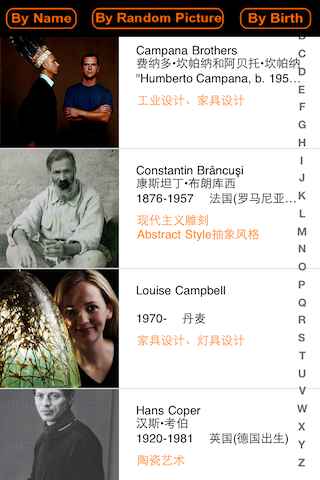 By Name
By Random Picture
By Birth
Campana Brothers
费纳多•坎帕纳和阿贝托•坎帕纳
"Humberto Campana, b. 195...
工业设计、家具设计
Constantin Brâncuşi
康斯坦丁•布朗库西
1876-1957 法国(罗马尼亚...
现代主义雕刻
Abstract Style抽象风格
Louise Campbell
1970- 丹麦
家具设计、灯具设计
Hans Coper
汉斯•考伯
1920-1981 英国(德国出生)
陶瓷艺术
C
D
E
F
G
H
I
J
K
L
M
N
O
P
Q
R
S
T
U
V
W
X
Y
Z